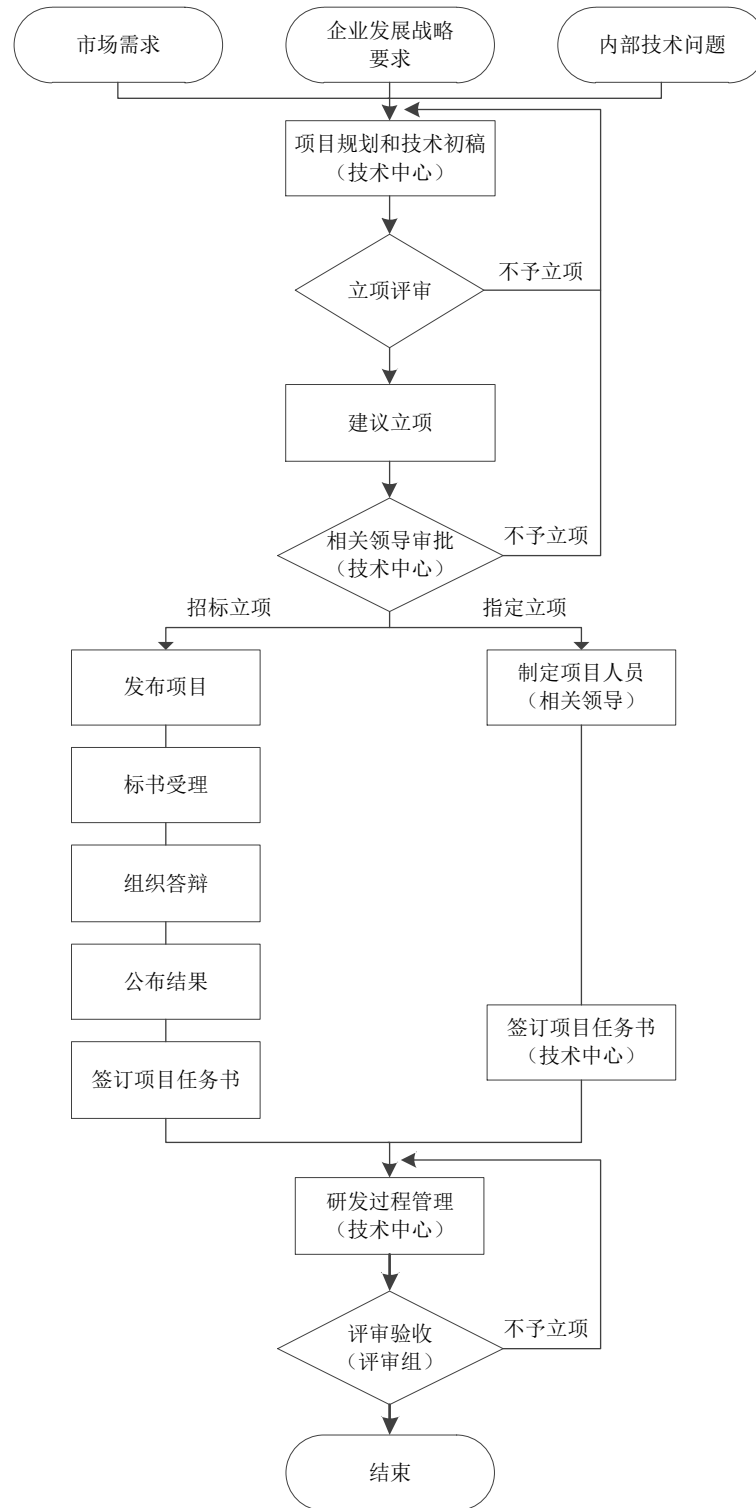 市场需求
企业发展战略
要求
内部技术问题
项目规划和技术初稿
（技术中心）
立项评审
不予立项
建议立项
相关领导审批
（技术中心）
不予立项
招标立项
指定立项
发布项目
制定项目人员
（相关领导）
标书受理
组织答辩
公布结果
签订项目任务书
（技术中心）
签订项目任务书
研发过程管理
（技术中心）
评审验收
（评审组）
不予立项
结束